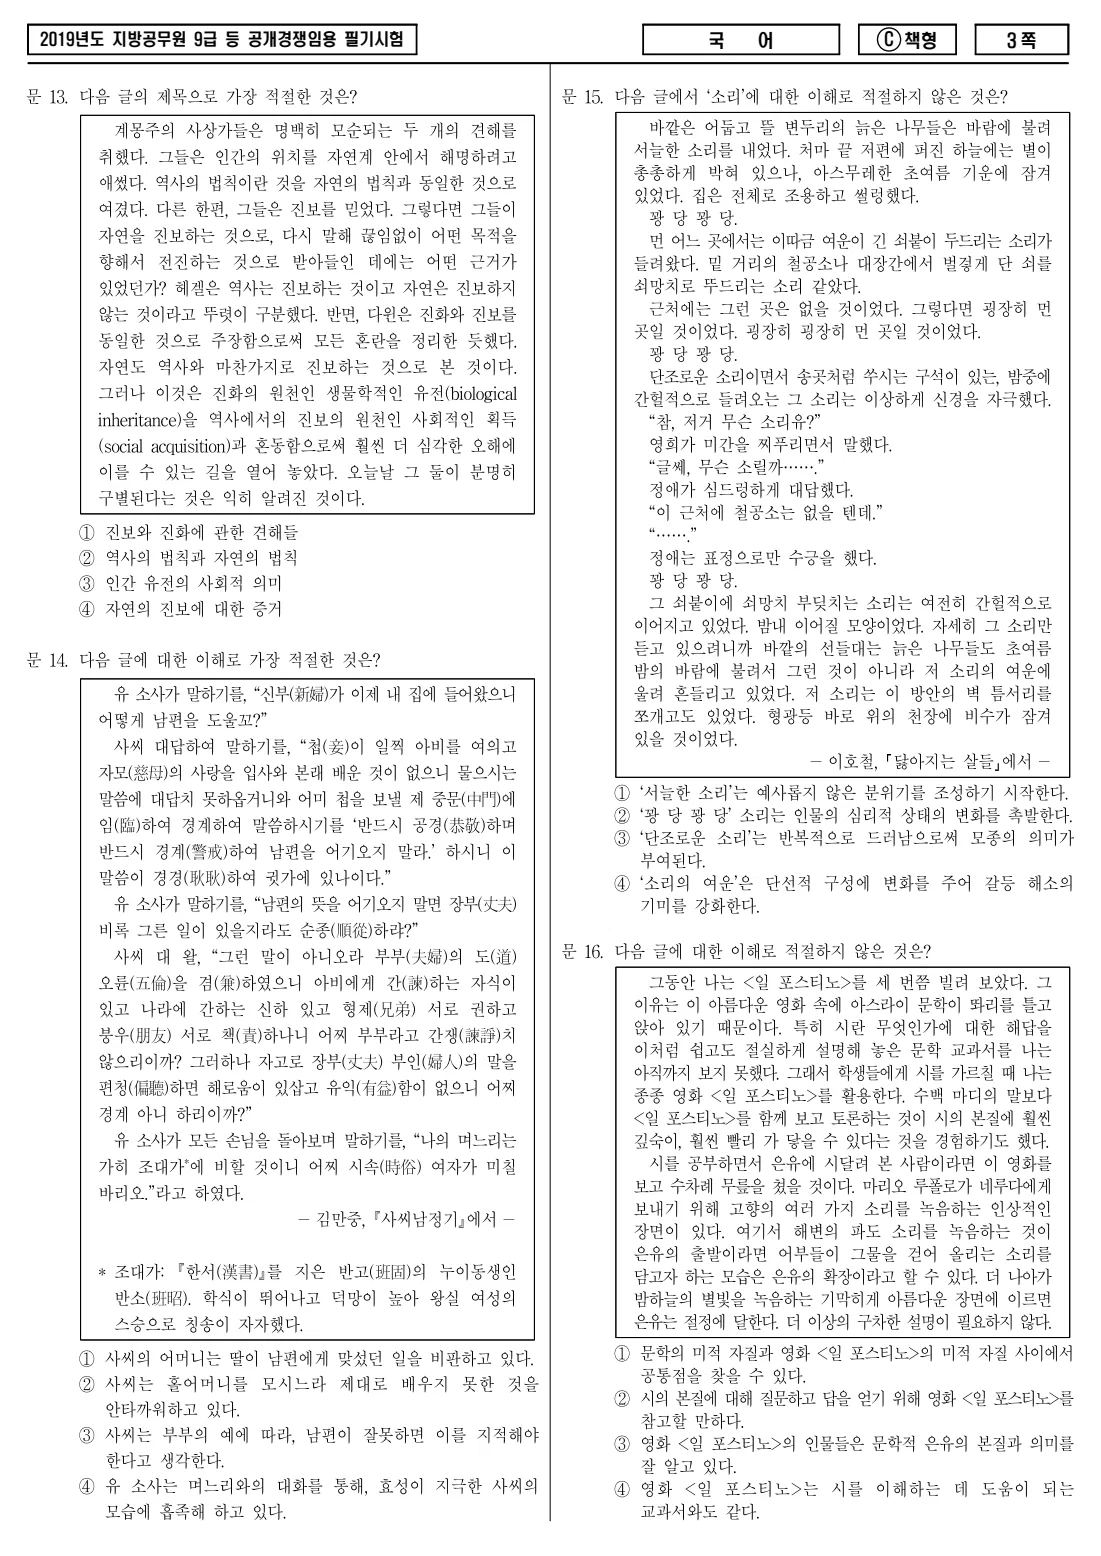 2019년도 지방공무원 9급 등 공개경쟁임용 필기시험
국 어
Ⓒ책형
3쪽
문 13. 다음 글의 제목으로 가장 적절한 것은?
계몽주의 사상가들은 명백히 모순되는 두 개의 견해를
취했다. 그들은 인간의 위치를 자연계 안에서 해명하려고
애썼다. 역사의 법칙이란 것을 자연의 법칙과 동일한 것으로
여겼다. 다른 한편, 그들은 진보를 믿었다. 그렇다면 그들이
자연을 진보하는 것으로, 다시 말해 끊임없이 어떤 목적을
향해서 전진하는 것으로 받아들인 데에는 어떤 근거가
있었던가? 헤겔은 역사는 진보하는 것이고 자연은 진보하지
않는 것이라고 뚜렷이 구분했다. 반면, 다윈은 진화와 진보를
동일한 것으로 주장함으로써 모든 혼란을 정리한 듯했다.
자연도 역사와 마찬가지로 진보하는 것으로 본 것이다.
그러나 이것은 진화의 원천인 생물학적인 유전(biological
inheritance)을 역사에서의 진보의 원천인 사회적인 획득
(social acquisition)과 혼동함으로써 훨씬 더 심각한 오해에
이를 수 있는 길을 열어 놓았다. 오늘날 그 둘이 분명히
구별된다는 것은 익히 알려진 것이다.
① 진보와 진화에 관한 견해들
② 역사의 법칙과 자연의 법칙
③ 인간 유전의 사회적 의미
④ 자연의 진보에 대한 증거
문 14. 다음 글에 대한 이해로 가장 적절한 것은?
유 소사가 말하기를, “신부(新婦)가 이제 내 집에 들어왔으니
어떻게 남편을 도울꼬?”
사씨 대답하여 말하기를, “첩(妾)이 일찍 아비를 여의고
자모(慈母)의 사랑을 입사와 본래 배운 것이 없으니 물으시는
말씀에 대답치 못하옵거니와 어미 첩을 보낼 제 중문(中門)에
임(臨)하여 경계하여 말씀하시기를 ‘반드시 공경(恭敬)하며
반드시 경계(警戒)하여 남편을 어기오지 말라.’ 하시니 이
말씀이 경경(耿耿)하여 귓가에 있나이다.”
유 소사가 말하기를, “남편의 뜻을 어기오지 말면 장부(丈夫)
비록 그른 일이 있을지라도 순종(順從)하랴?”
사씨 대 왈, “그런 말이 아니오라 부부(夫婦)의 도(道)
오륜(五倫)을 겸(兼)하였으니 아비에게 간(諫)하는 자식이
있고 나라에 간하는 신하 있고 형제(兄弟) 서로 권하고
붕우(朋友) 서로 책(責)하나니 어찌 부부라고 간쟁(諫諍)치
않으리이까? 그러하나 자고로 장부(丈夫) 부인(婦人)의 말을
편청(偏聽)하면 해로움이 있삽고 유익(有益)함이 없으니 어찌
경계 아니 하리이까?”
유 소사가 모든 손님을 돌아보며 말하기를, “나의 며느리는
가히 조대가*에 비할 것이니 어찌 시속(時俗) 여자가 미칠
바리오.”라고 하였다.
－ 김만중, 『사씨남정기』에서 －
* 조대가: 『한서(漢書)』를 지은 반고(班固)의 누이동생인
반소(班昭). 학식이 뛰어나고 덕망이 높아 왕실 여성의
스승으로 칭송이 자자했다.
① 사씨의 어머니는 딸이 남편에게 맞섰던 일을 비판하고 있다.
② 사씨는 홀어머니를 모시느라 제대로 배우지 못한 것을
안타까워하고 있다.
③ 사씨는 부부의 예에 따라, 남편이 잘못하면 이를 지적해야
한다고 생각한다.
④ 유 소사는 며느리와의 대화를 통해, 효성이 지극한 사씨의
모습에 흡족해 하고 있다.
문 15. 다음 글에서 ‘소리’에 대한 이해로 적절하지 않은 것은?
바깥은 어둡고 뜰 변두리의 늙은 나무들은 바람에 불려
서늘한 소리를 내었다. 처마 끝 저편에 퍼진 하늘에는 별이
총총하게 박혀 있으나, 아스무레한 초여름 기운에 잠겨
있었다. 집은 전체로 조용하고 썰렁했다.
꽝 당 꽝 당.
먼 어느 곳에서는 이따금 여운이 긴 쇠붙이 두드리는 소리가
들려왔다. 밑 거리의 철공소나 대장간에서 벌겋게 단 쇠를
쇠망치로 뚜드리는 소리 같았다.
근처에는 그런 곳은 없을 것이었다. 그렇다면 굉장히 먼
곳일 것이었다. 굉장히 굉장히 먼 곳일 것이었다.
꽝 당 꽝 당.
단조로운 소리이면서 송곳처럼 쑤시는 구석이 있는, 밤중에
간헐적으로 들려오는 그 소리는 이상하게 신경을 자극했다.
“참, 저거 무슨 소리유?”
영희가 미간을 찌푸리면서 말했다.
“글쎄, 무슨 소릴까…….”
정애가 심드렁하게 대답했다.
“이 근처에 철공소는 없을 텐데.”
“…….”
정애는 표정으로만 수긍을 했다.
꽝 당 꽝 당.
그 쇠붙이에 쇠망치 부딪치는 소리는 여전히 간헐적으로
이어지고 있었다. 밤내 이어질 모양이었다. 자세히 그 소리만
듣고 있으려니까 바깥의 선들대는 늙은 나무들도 초여름
밤의 바람에 불려서 그런 것이 아니라 저 소리의 여운에
울려 흔들리고 있었다. 저 소리는 이 방안의 벽 틈서리를
쪼개고도 있었다. 형광등 바로 위의 천장에 비수가 잠겨
있을 것이었다.
－ 이호철, 「닳아지는 살들」에서 －
① ‘서늘한 소리’는 예사롭지 않은 분위기를 조성하기 시작한다.
② ‘꽝 당 꽝 당’ 소리는 인물의 심리적 상태의 변화를 촉발한다.
③ ‘단조로운 소리’는 반복적으로 드러남으로써 모종의 의미가
부여된다.
④ ‘소리의 여운’은 단선적 구성에 변화를 주어 갈등 해소의
기미를 강화한다.
문 16. 다음 글에 대한 이해로 적절하지 않은 것은?
그동안 나는 <일 포스티노>를 세 번쯤 빌려 보았다. 그
이유는 이 아름다운 영화 속에 아스라이 문학이 똬리를 틀고
앉아 있기 때문이다. 특히 시란 무엇인가에 대한 해답을
이처럼 쉽고도 절실하게 설명해 놓은 문학 교과서를 나는
아직까지 보지 못했다. 그래서 학생들에게 시를 가르칠 때 나는
종종 영화 <일 포스티노>를 활용한다. 수백 마디의 말보다
<일 포스티노>를 함께 보고 토론하는 것이 시의 본질에 훨씬
깊숙이, 훨씬 빨리 가 닿을 수 있다는 것을 경험하기도 했다.
시를 공부하면서 은유에 시달려 본 사람이라면 이 영화를
보고 수차례 무릎을 쳤을 것이다. 마리오 루폴로가 네루다에게
보내기 위해 고향의 여러 가지 소리를 녹음하는 인상적인
장면이 있다. 여기서 해변의 파도 소리를 녹음하는 것이
은유의 출발이라면 어부들이 그물을 걷어 올리는 소리를
담고자 하는 모습은 은유의 확장이라고 할 수 있다. 더 나아가
밤하늘의 별빛을 녹음하는 기막히게 아름다운 장면에 이르면
은유는 절정에 달한다. 더 이상의 구차한 설명이 필요하지 않다.
① 문학의 미적 자질과 영화 <일 포스티노>의 미적 자질 사이에서
공통점을 찾을 수 있다.
② 시의 본질에 대해 질문하고 답을 얻기 위해 영화 <일 포스티노>를
참고할 만하다.
③ 영화 <일 포스티노>의 인물들은 문학적 은유의 본질과 의미를
잘 알고 있다.
④ 영화 <일 포스티노>는 시를 이해하는 데 도움이 되는
교과서와도 같다.